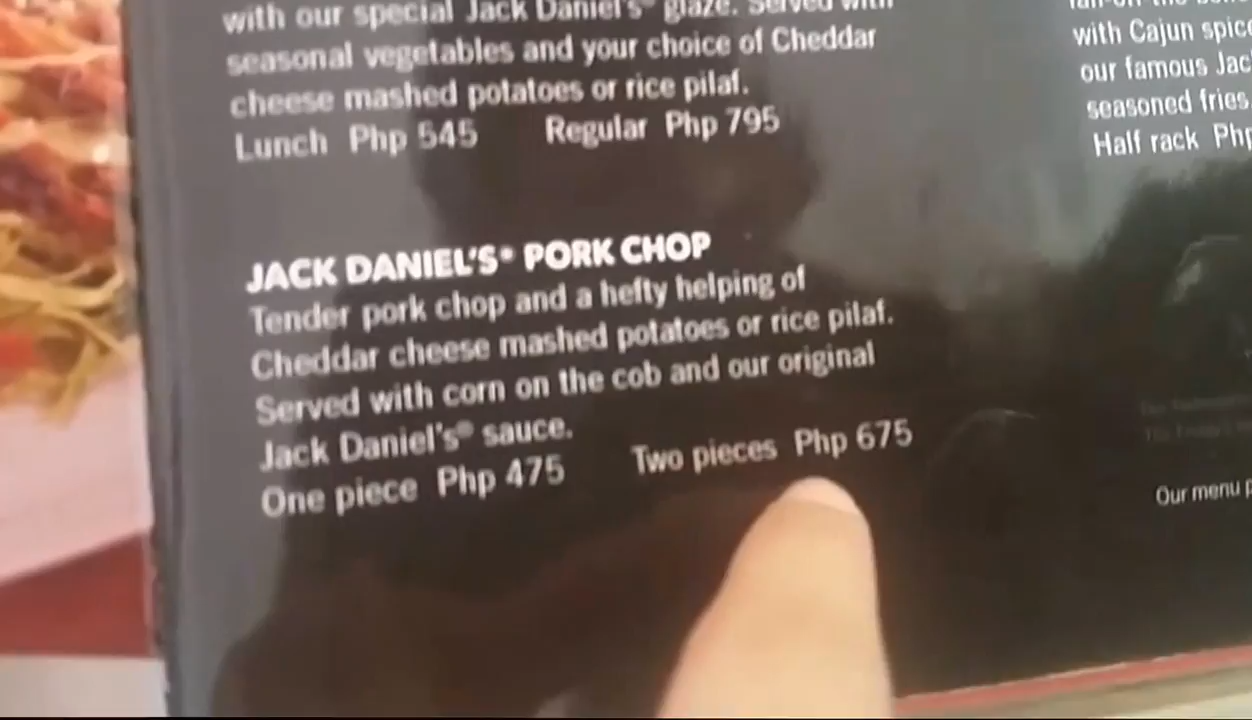 with our special Jack Daniel's® glaze. Served with
seasonal vegetables and your choice of Cheddar
cheese mashed potatoes or rice pilaf.
Lunch Php 545 Regular Php 795
JACK DANIEL'S® PORK CHOP
Tender pork chop and a hefty helping of
Cheddar cheese mashed potatoes or rice pilaf.
Served with corn on the cob and our original
Jack Daniel's® sauce.
One piece Php 475 Two pieces Php 675
with Cajun spice
our famous Jac
seasoned fries
Half rack Php
Our menu p